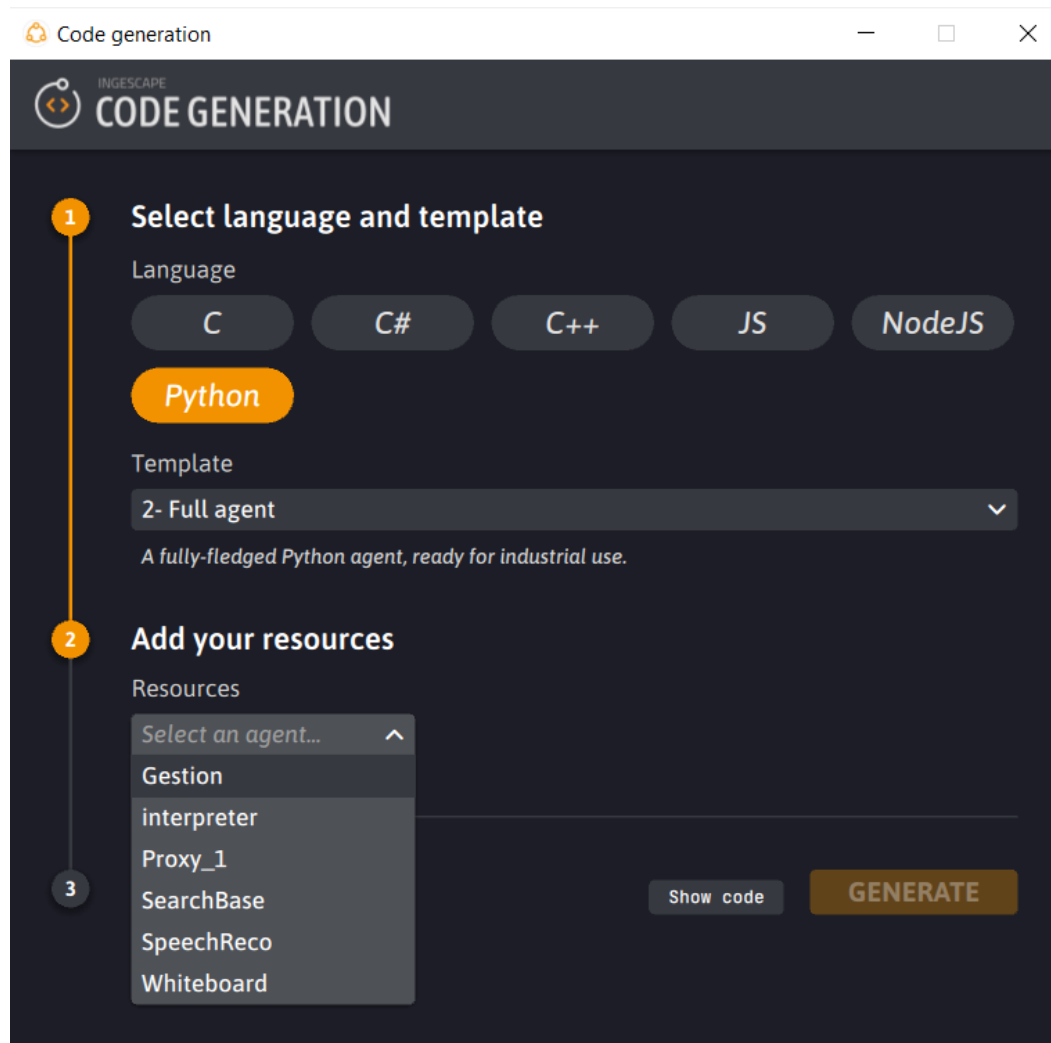 Code generation
INGESCAPE
CODE GENERATION
1 Select language and template
Language
C C# C++ JS NodeJS
Python
Template
2- Full agent
A fully-fledged Python agent, ready for industrial use.
2 Add your resources
Resources
Select an agent...
Gestion
interpreter
Proxy_1
3 SearchBase Show code GENERATE
SpeechReco
Whiteboard